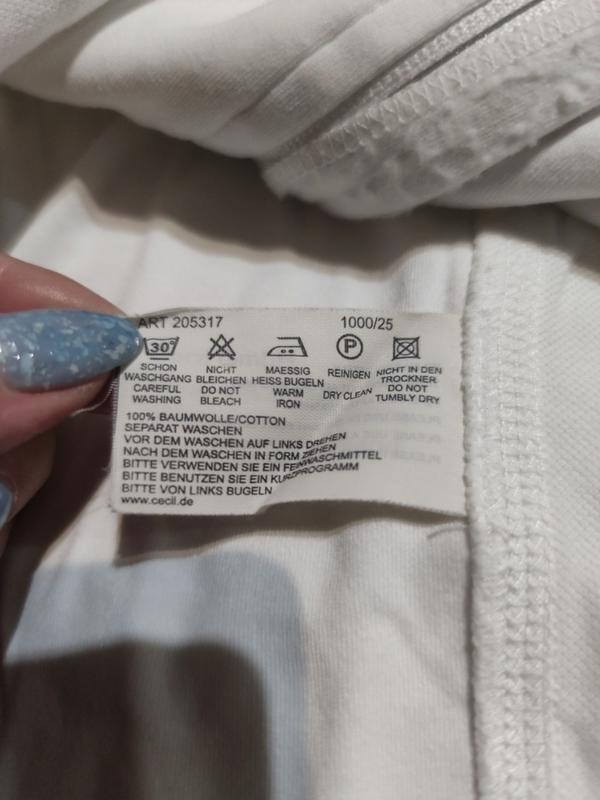 ART 205317 1000/25
30° P
SCHON WASCHGANG CAREFUL WASHING
NICHT BLEICHEN DO NOT BLEACH
MAESSIG HEISS BUGELN WARM IRON
REINIGEN DRY CLEAN
NICHT IN DEN TROCKNER DO NOT TUMBLY DRY
100% BAUMWOLLE/COTTON
SEPARAT WASCHEN
VOR DEM WASCHEN AUF LINKS DREHEN
NACH DEM WASCHEN IN FORM ZIEHEN
BITTE VERWENDEN SIE EIN FEINWASCHMITTEL
BITTE BENUTZEN SIE EIN KURZPROGRAMM
BITTE VON LINKS BUGELN
www.cecil.de